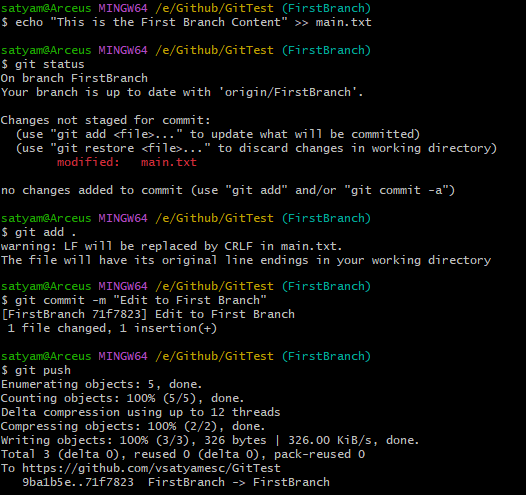 satyam@Arceus MINGW64 /e/Github/GitTest (FirstBranch)
$ echo "This is the First Branch Content" >> main.txt
satyam@Arceus MINGW64 /e/Github/GitTest (FirstBranch)
$ git status
On branch FirstBranch
Your branch is up to date with 'origin/FirstBranch'.
Changes not staged for commit:
  (use "git add <file>..." to update what will be committed)
  (use "git restore <file>..." to discard changes in working directory)
        modified:   main.txt
no changes added to commit (use "git add" and/or "git commit -a")
satyam@Arceus MINGW64 /e/Github/GitTest (FirstBranch)
$ git add .
warning: LF will be replaced by CRLF in main.txt.
The file will have its original line endings in your working directory
satyam@Arceus MINGW64 /e/Github/GitTest (FirstBranch)
$ git commit -m "Edit to First Branch"
[FirstBranch 71f7823] Edit to First Branch
 1 file changed, 1 insertion(+)
satyam@Arceus MINGW64 /e/Github/GitTest (FirstBranch)
$ git push
Enumerating objects: 5, done.
Counting objects: 100% (5/5), done.
Delta compression using up to 12 threads
Compressing objects: 100% (2/2), done.
Writing objects: 100% (3/3), 326 bytes | 326.00 KiB/s, done.
Total 3 (delta 0), reused 0 (delta 0), pack-reused 0
To https://github.com/vsatyamesc/GitTest
   9ba1b5e..71f7823  FirstBranch -> FirstBranch